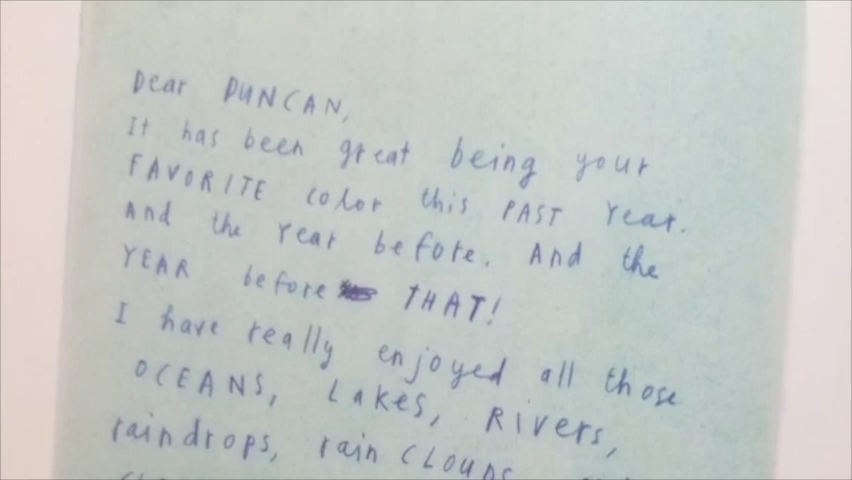 Dear DUNCAN,
It has been great being your
FAVORITE color this PAST Year.
And the Year before. And the
YEAR before THAT!
I have really enjoyed all those
OCEANS, Lakes, RIVers,
raindrops, rain CLOUDS